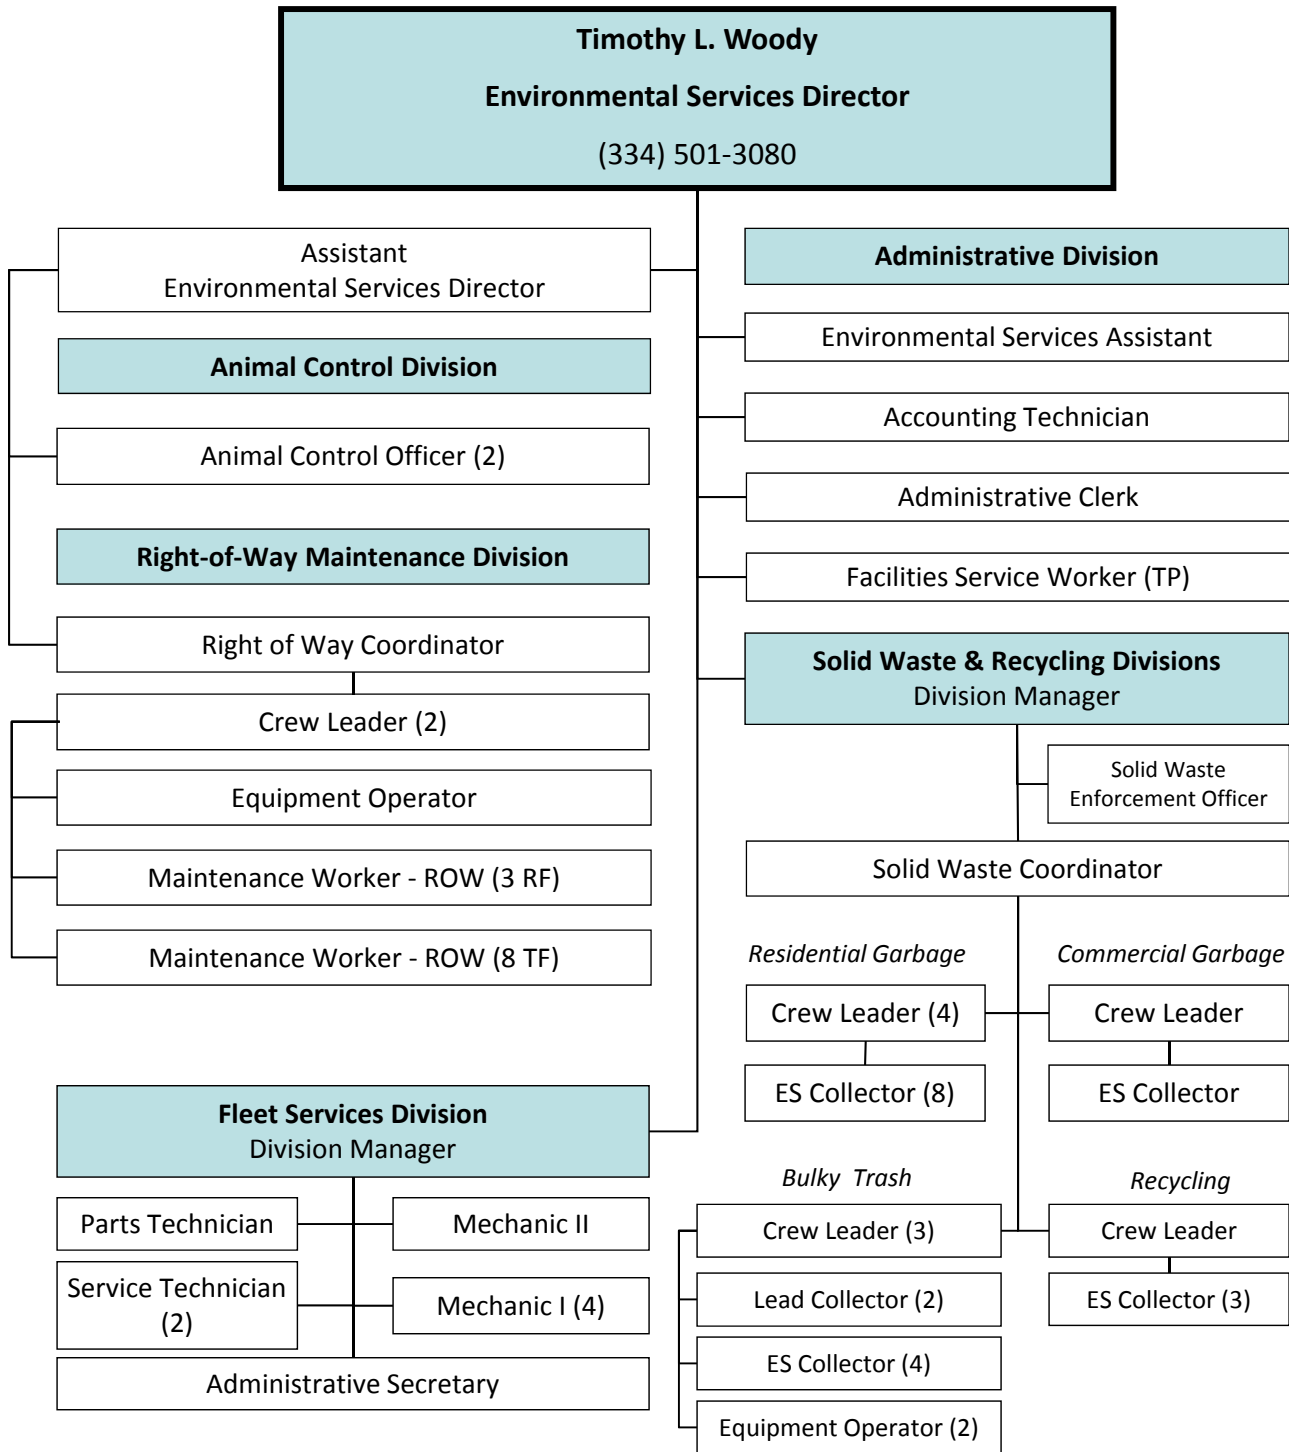 Timothy L. Woody
Environmental Services Director
(334) 501-3080
Assistant
Environmental Services Director
Animal Control Division
Animal Control Officer (2)
Right-of-Way Maintenance Division
Right of Way Coordinator
Crew Leader (2)
Equipment Operator
Maintenance Worker - ROW (3 RF)
Maintenance Worker - ROW (8 TF)
Administrative Division
Environmental Services Assistant
Accounting Technician
Administrative Clerk
Facilities Service Worker (TP)
Solid Waste & Recycling Divisions
Division Manager
Solid Waste
Enforcement Officer
Solid Waste Coordinator
Residential Garbage
Crew Leader (4)
ES Collector (8)
Commercial Garbage
Crew Leader
ES Collector
Bulky  Trash
Crew Leader (3)
Lead Collector (2)
ES Collector (4)
Equipment Operator (2)
Recycling
Crew Leader
ES Collector (3)
Fleet Services Division
Division Manager
Parts Technician
Mechanic II
Service Technician
(2)
Mechanic I (4)
Administrative Secretary